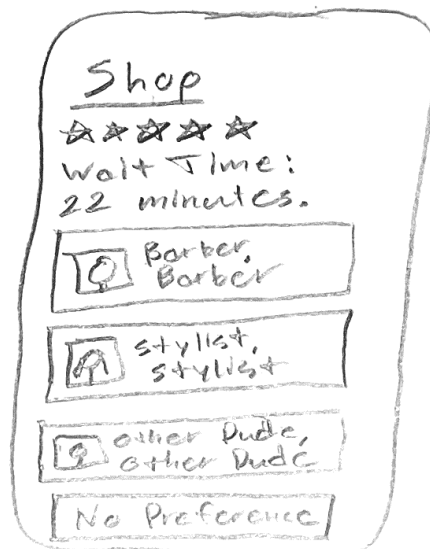 Shop
Wait Time:
22 minutes.
Barber,
Barber
Stylist,
stylist
other Dude,
other Dude
No Preference